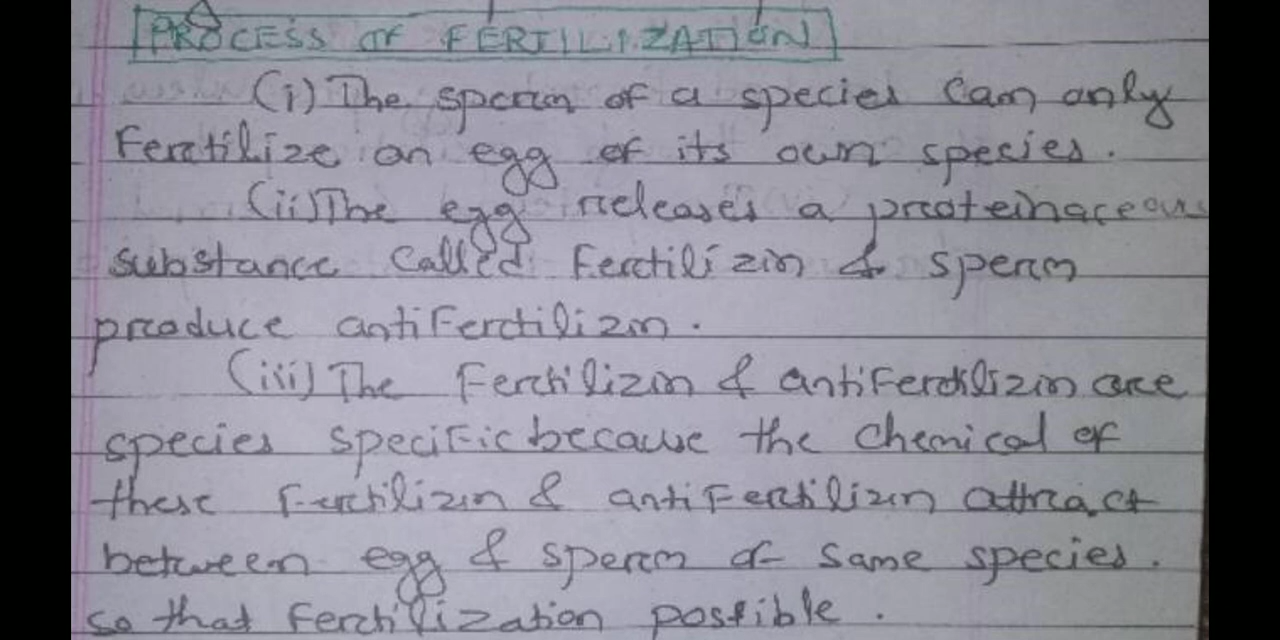 PROCESS OF FERTILIZATION
(i) The sperm of a species can only
fertilize an egg of its own species.
(ii) The egg releases a proteinaceous
substance called fertilizin & sperm
produce antifertilizin.
(iii) The fertilizin & antifertilizin are
species specific because the chemical of
these fertilizin & antifertilizin attract
between egg & sperm of same species.
so that fertilization possible.